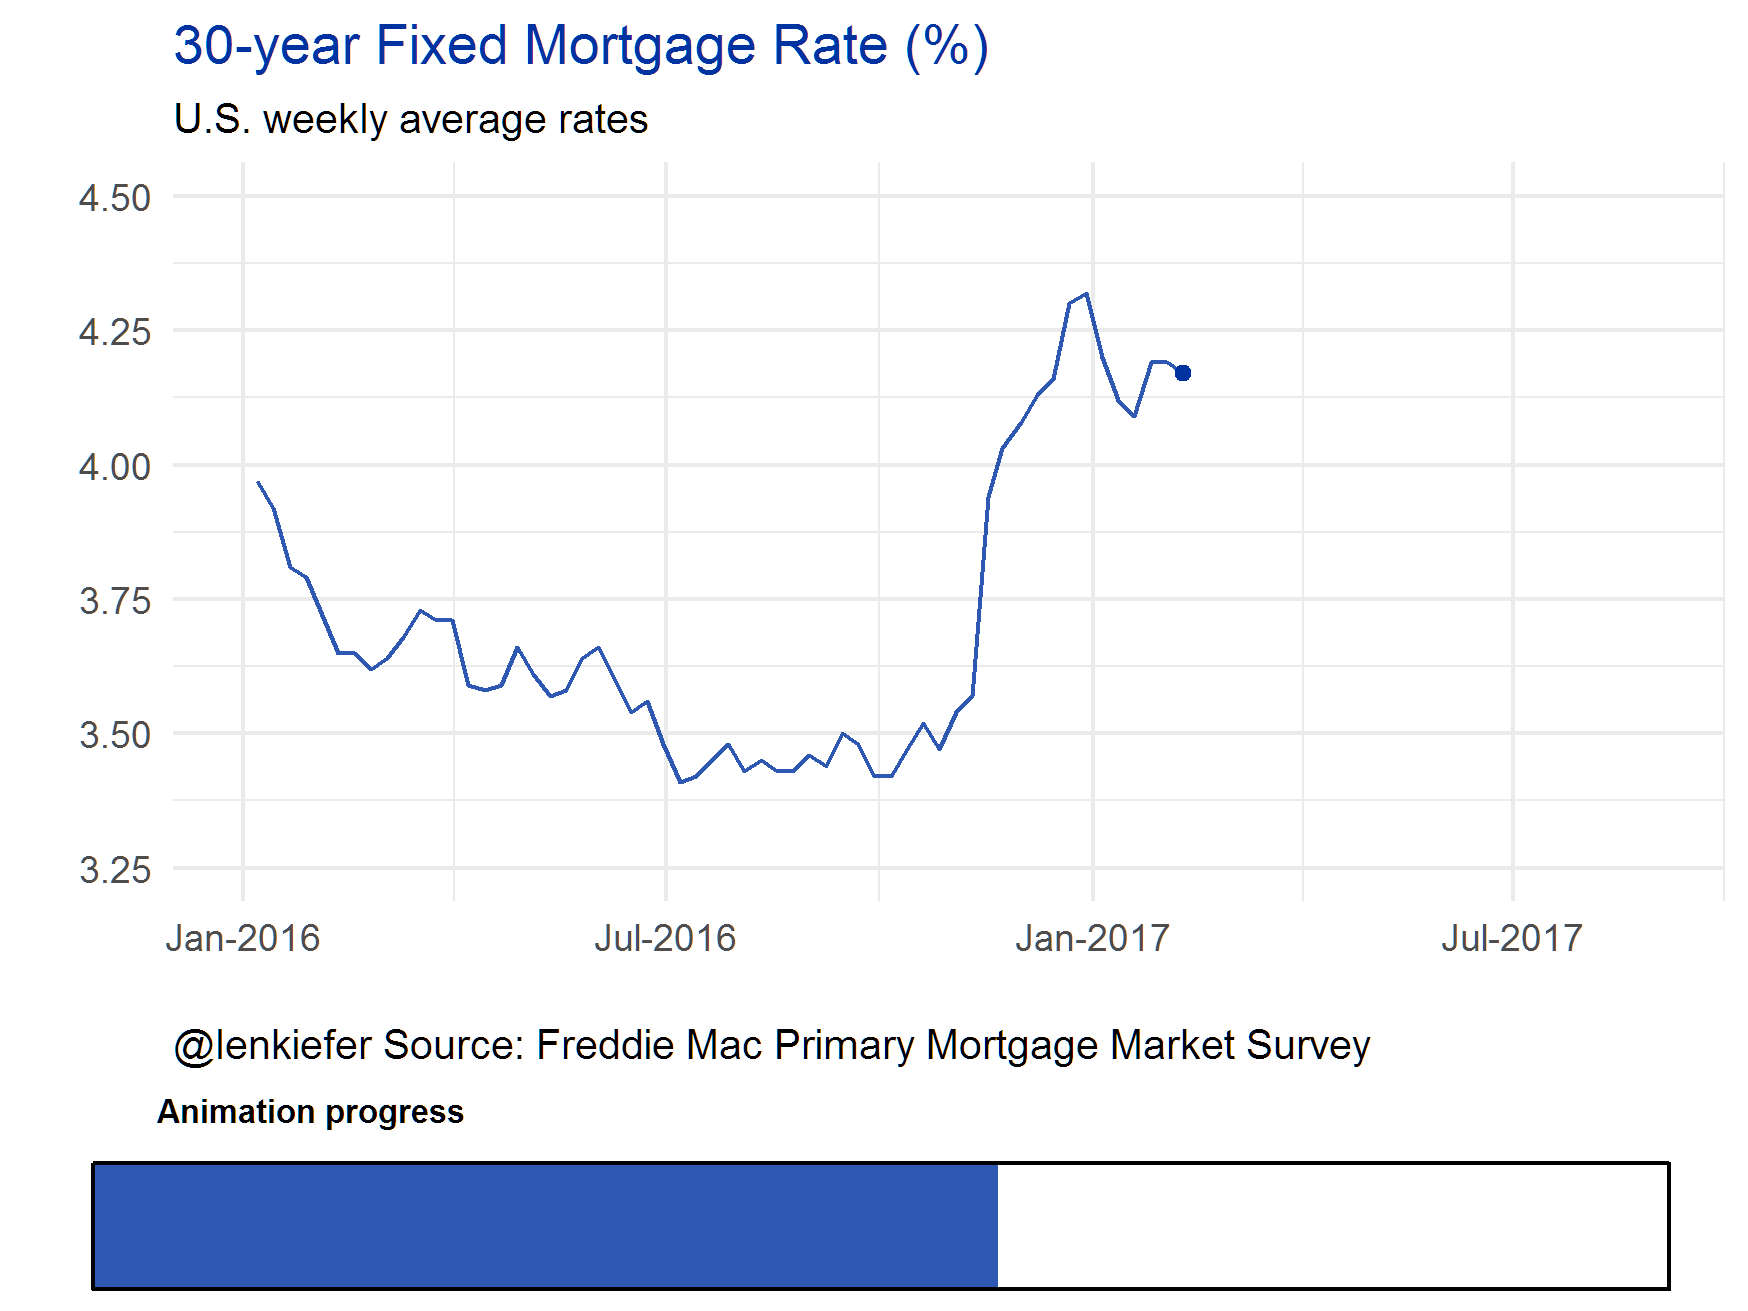 30-year Fixed Mortgage Rate (%)
U.S. weekly average rates
4.50
4.25
4.00
3.75
3.50
3.25
Jan-2016 Jul-2016 Jan-2017 Jul-2017
@lenkiefer Source: Freddie Mac Primary Mortgage Market Survey
Animation progress